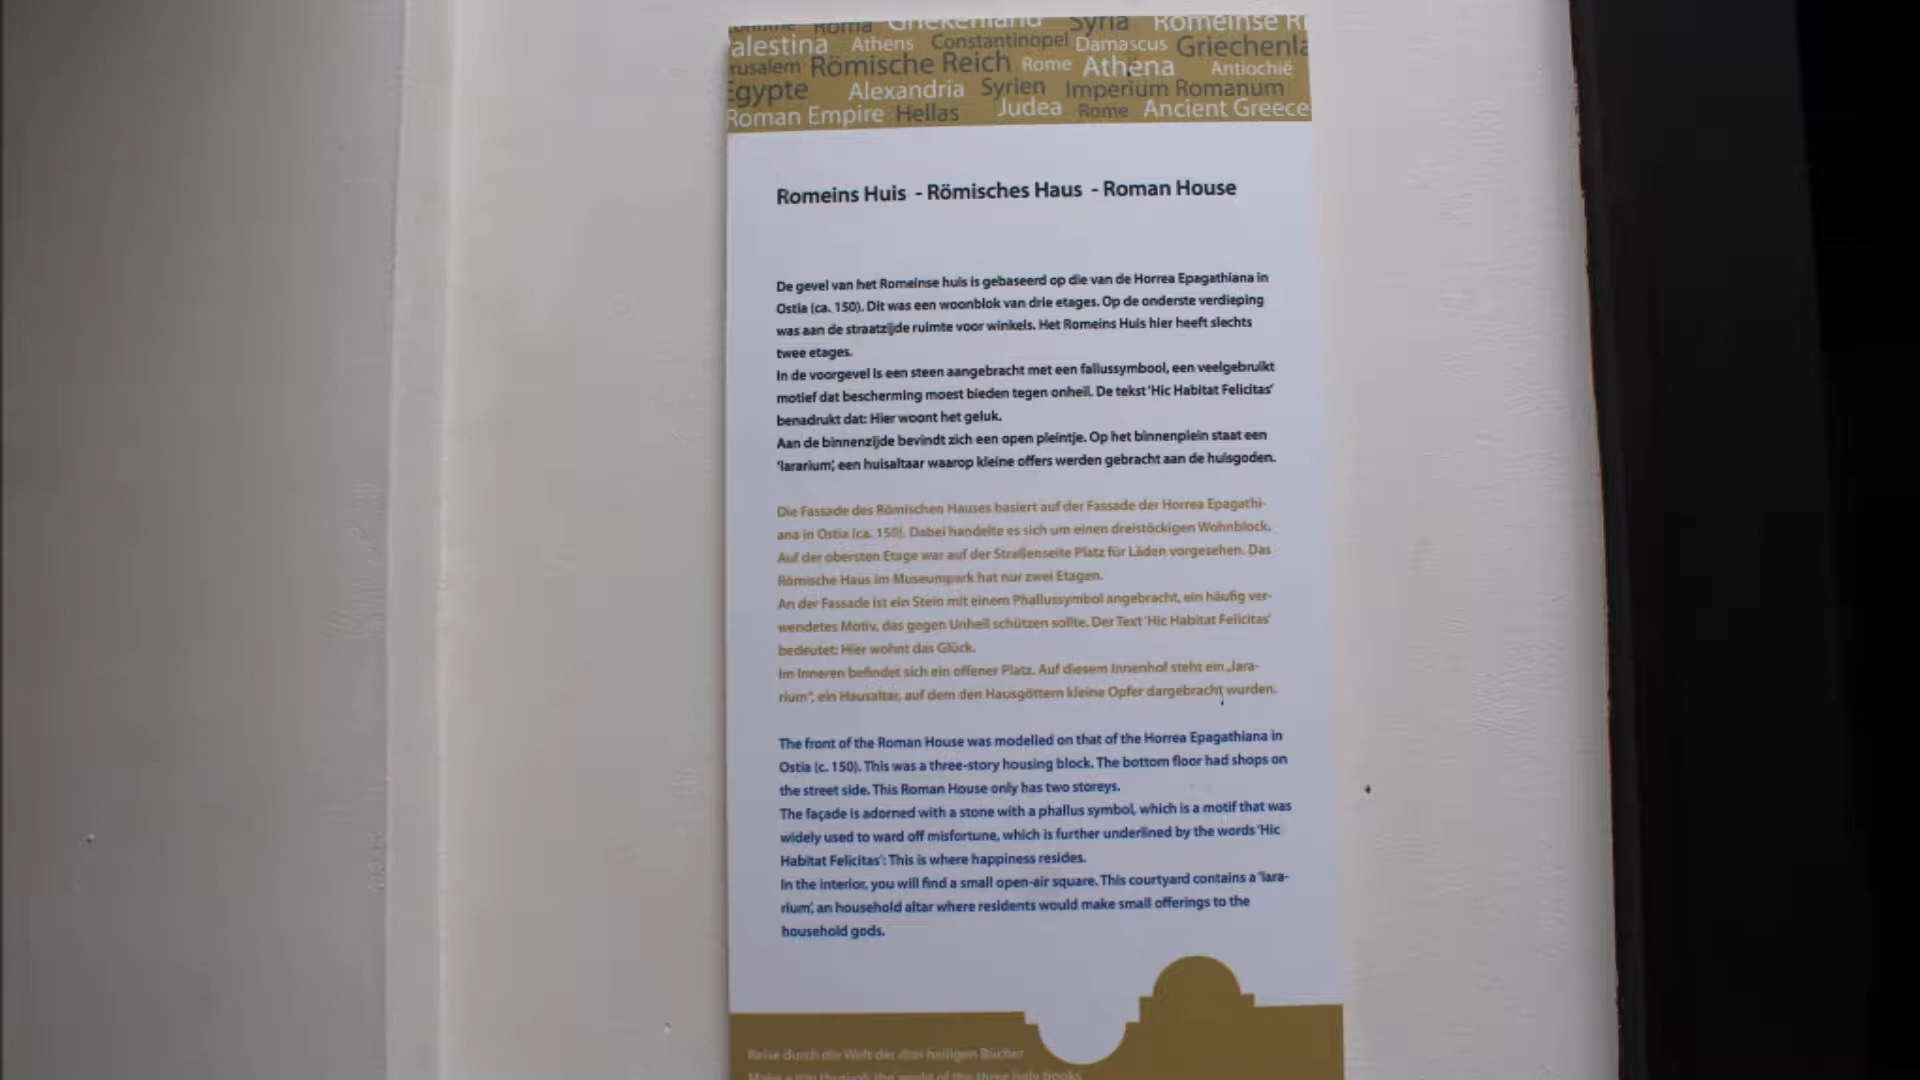 Roma Griekenland Syria Romeinse
alestina Athens Constantinopel Damascus Griechenla
rusalem Römische Reich Rome Athena Antiochië
Egypte Alexandria Syrien Imperium Romanum
Roman Empire Hellas Judea Rome Ancient Greece
Romeins Huis - Römisches Haus - Roman House
De gevel van het Romeinse huis is gebaseerd op die van de Horrea Epagathiana in
Ostia (ca. 150). Dit was een woonblok van drie etages. Op de onderste verdieping
was aan de straatzijde ruimte voor winkels. Het Romeins Huis hier heeft slechts
twee etages.
In de voorgevel is een steen aangebracht met een fallussymbool, een veelgebruikt
motief dat bescherming moest bieden tegen onheil. De tekst 'Hic Habitat Felicitas'
benadrukt dat: Hier woont het geluk.
Aan de binnenzijde bevindt zich een open pleintje. Op het binnenplein staat een
'lararium', een huisaltaar waarop kleine offers werden gebracht aan de huisgoden.
Die Fassade des Römischen Hauses basiert auf der Fassade der Horrea Epagathi-
ana in Ostia (ca. 150). Dabei handelte es sich um einen dreistöckigen Wohnblock.
Auf der obersten Etage war auf der Straßenseite Platz für Läden vorgesehen. Das
Römische Haus im Museumpark hat nur zwei Etagen.
An der Fassade ist ein Stein mit einem Phallussymbol angebracht, ein häufig ver-
wendetes Motiv, das gegen Unheil schützen sollte. Der Text 'Hic Habitat Felicitas'
bedeutet: Hier wohnt das Glück.
Im Inneren befindet sich ein offener Platz. Auf diesem Innenhof steht ein „lara-
rium", ein Hausaltar, auf dem den Hausgöttern kleine Opfer dargebracht wurden.
The front of the Roman House was modelled on that of the Horrea Epagathiana in
Ostia (c. 150). This was a three-story housing block. The bottom floor had shops on
the street side. This Roman House only has two storeys.
The façade is adorned with a stone with a phallus symbol, which is a motif that was
widely used to ward off misfortune, which is further underlined by the words 'Hic
Habitat Felicitas': This is where happiness resides.
In the interior, you will find a small open-air square. This courtyard contains a 'lara-
rium', an household altar where residents would make small offerings to the
household gods.
Reise durch die Welt der drei heiligen Bücher
Make a trip through the world of the three holy books